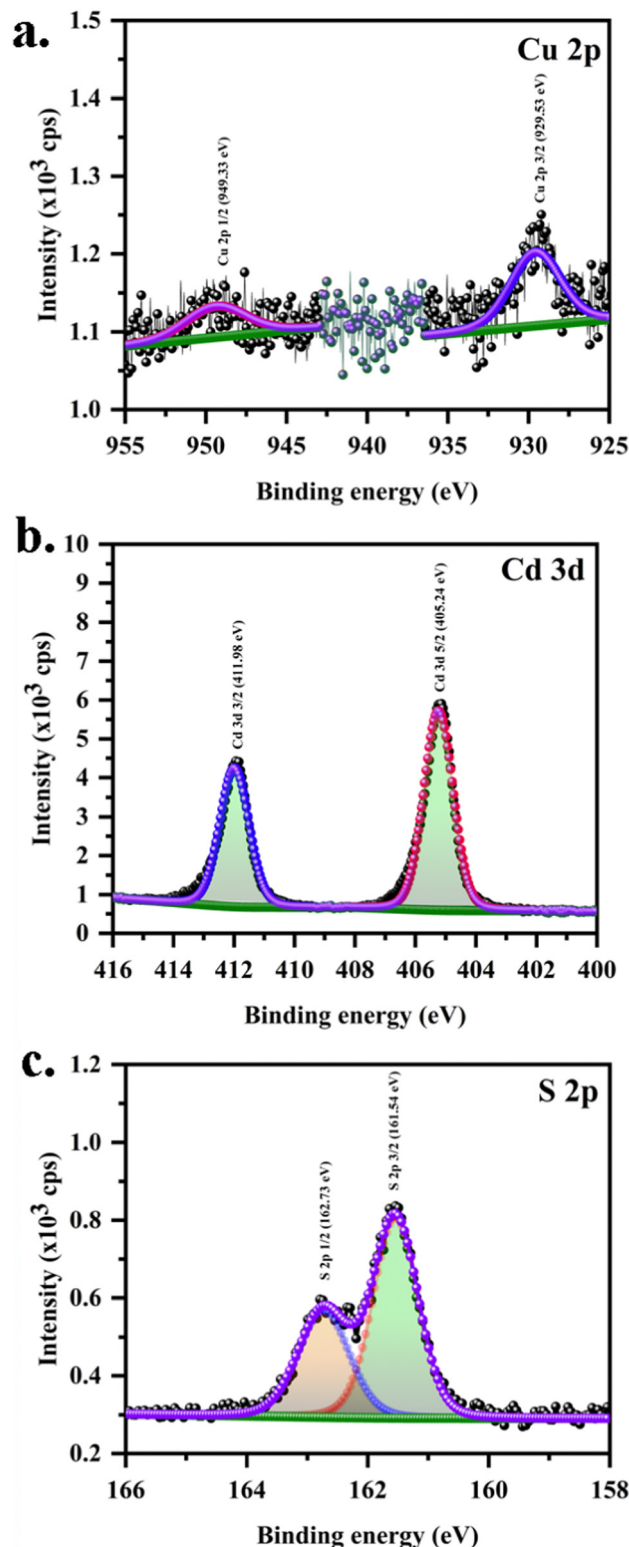 a.
Cu 2p
Cu 2p 1/2 (949.33 eV)
Cu 2p 3/2 (929.53 eV)
Intensity (x10³ cps)
1.5
1.4
1.3
1.2
1.1
1.0
955 950 945 940 935 930 925
Binding energy (eV)
b.
Cd 3d
Cd 3d 3/2 (411.98 eV)
Cd 3d 5/2 (405.24 eV)
Intensity (x10³ cps)
10
9
8
7
6
5
4
3
2
1
0
416 414 412 410 408 406 404 402 400
Binding energy (eV)
c.
S 2p
S 2p 1/2 (162.73 eV)
S 2p 3/2 (161.54 eV)
Intensity (x10³ cps)
1.2
1.0
0.8
0.6
0.4
0.2
166 164 162 160 158
Binding energy (eV)